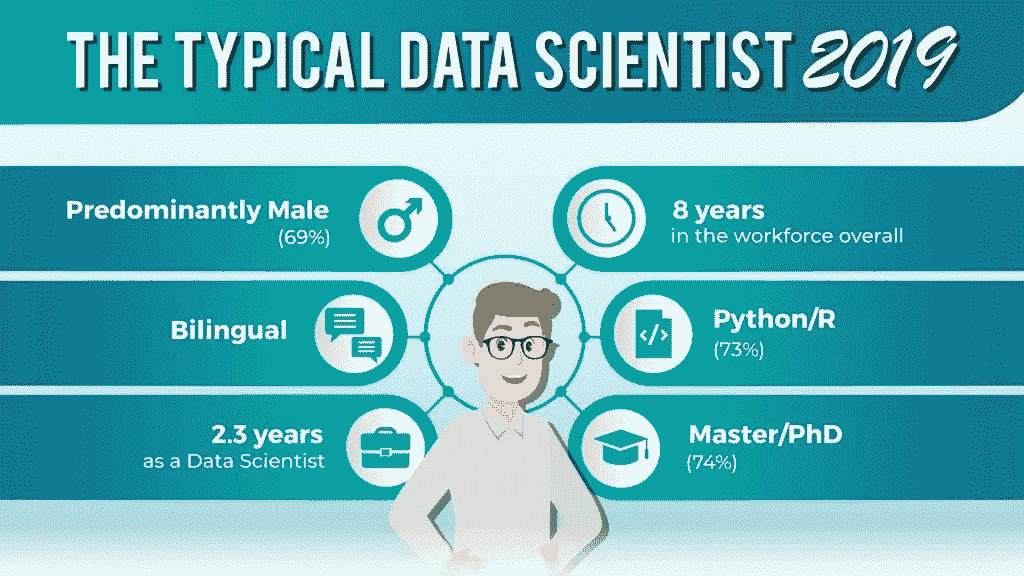 THE TYPICAL DATA SCIENTIST 2019
Predominantly Male
(69%)
8 years
in the workforce overall
Bilingual
</>
Python/R
(73%)
2.3 years
as a Data Scientist
Master/PhD
(74%)